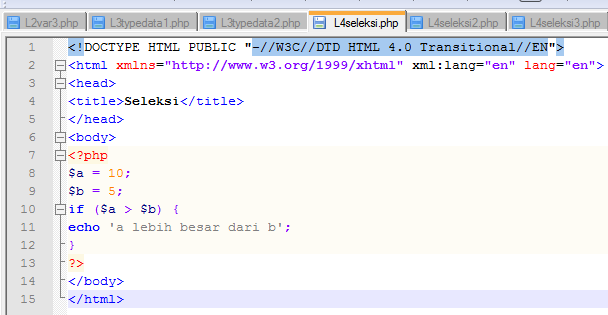 L2var3.php L3typedata1.php L3typedata2.php L4seleksi.php L4seleksi2.php L4seleksi3.php
1 <!DOCTYPE HTML PUBLIC "-//W3C//DTD HTML 4.0 Transitional//EN">
2 <html xmlns="http://www.w3.org/1999/xhtml" xml:lang="en" lang="en">
3 <head>
4 <title>Seleksi</title>
5 </head>
6 <body>
7 <?php
8 $a = 10;
9 $b = 5;
10 if ($a > $b) {
11 echo 'a lebih besar dari b';
12 }
13 ?>
14 </body>
15 </html>